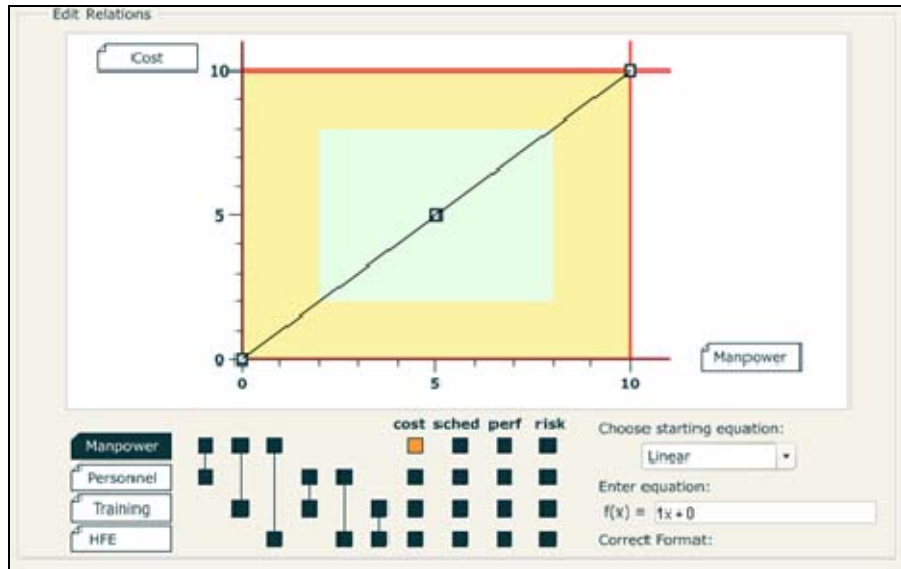 Edit Relations
Cost
10
5
0
0 5 10
Manpower
cost sched perf risk
Manpower
Personnel
Training
HFE
Choose starting equation:
Linear
Enter equation:
f(x) = 1x+0
Correct Format: